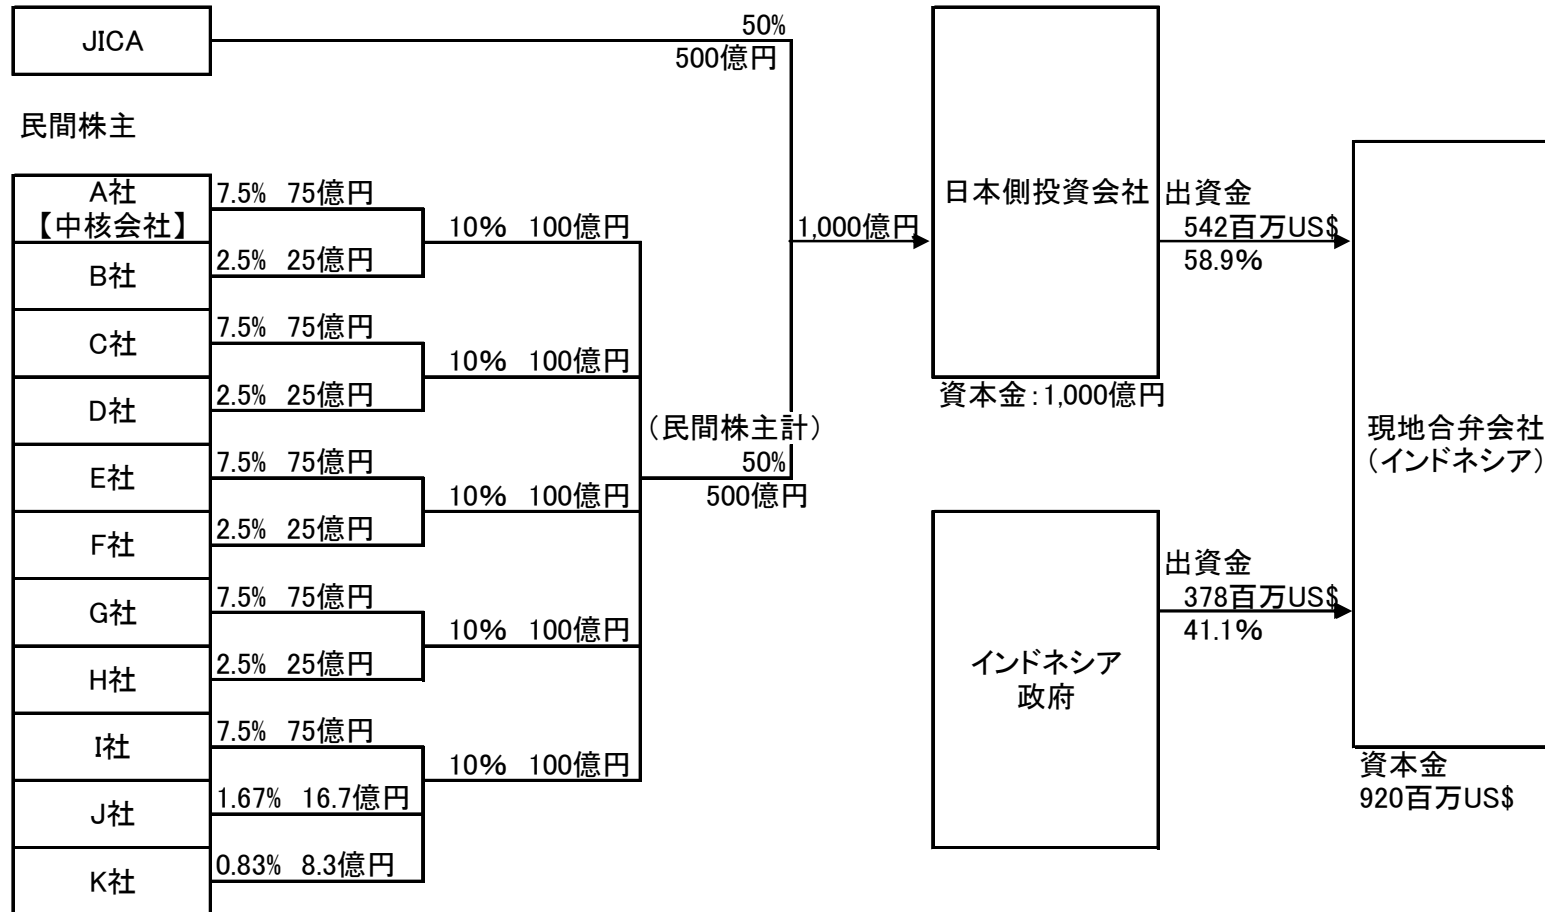 JICA
50%
500億円
民間株主
A社
【中核会社】
7.5% 75億円
10% 100億円
B社
2.5% 25億円
C社
7.5% 75億円
10% 100億円
D社
2.5% 25億円
E社
7.5% 75億円
10% 100億円
F社
2.5% 25億円
G社
7.5% 75億円
10% 100億円
H社
2.5% 25億円
I社
7.5% 75億円
10% 100億円
J社
1.67% 16.7億円
K社
0.83% 8.3億円
(民間株主計)
50%
500億円
1,000億円
日本側投資会社
資本金:1,000億円
出資金
542百万US$
58.9%
インドネシア
政府
出資金
378百万US$
41.1%
現地合弁会社
(インドネシア)
資本金
920百万US$